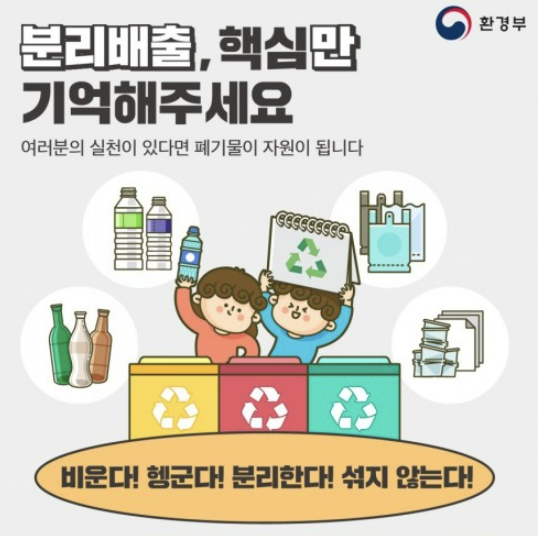 환경부
분리배출, 핵심만
기억해주세요
여러분의 실천이 있다면 폐기물이 자원이 됩니다
비운다! 헹군다! 분리한다! 섞지 않는다!